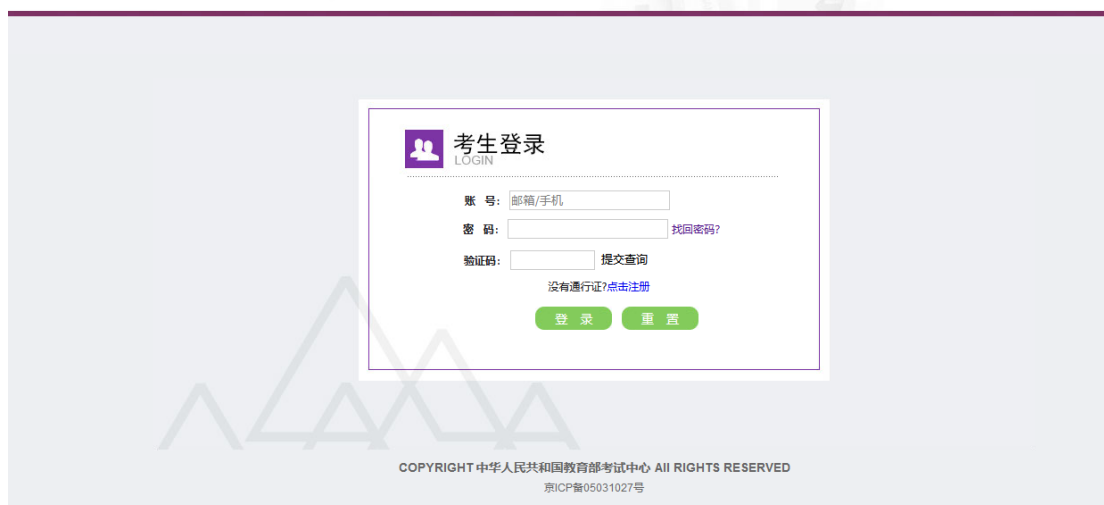 考生登录
LOGIN
账 号: 邮箱/手机
密 码: 找回密码?
验证码: 提交查询
没有通行证?点击注册
登 录 重 置
COPYRIGHT 中华人民共和国教育部考试中心 All RIGHTS RESERVED
京ICP备05031027号